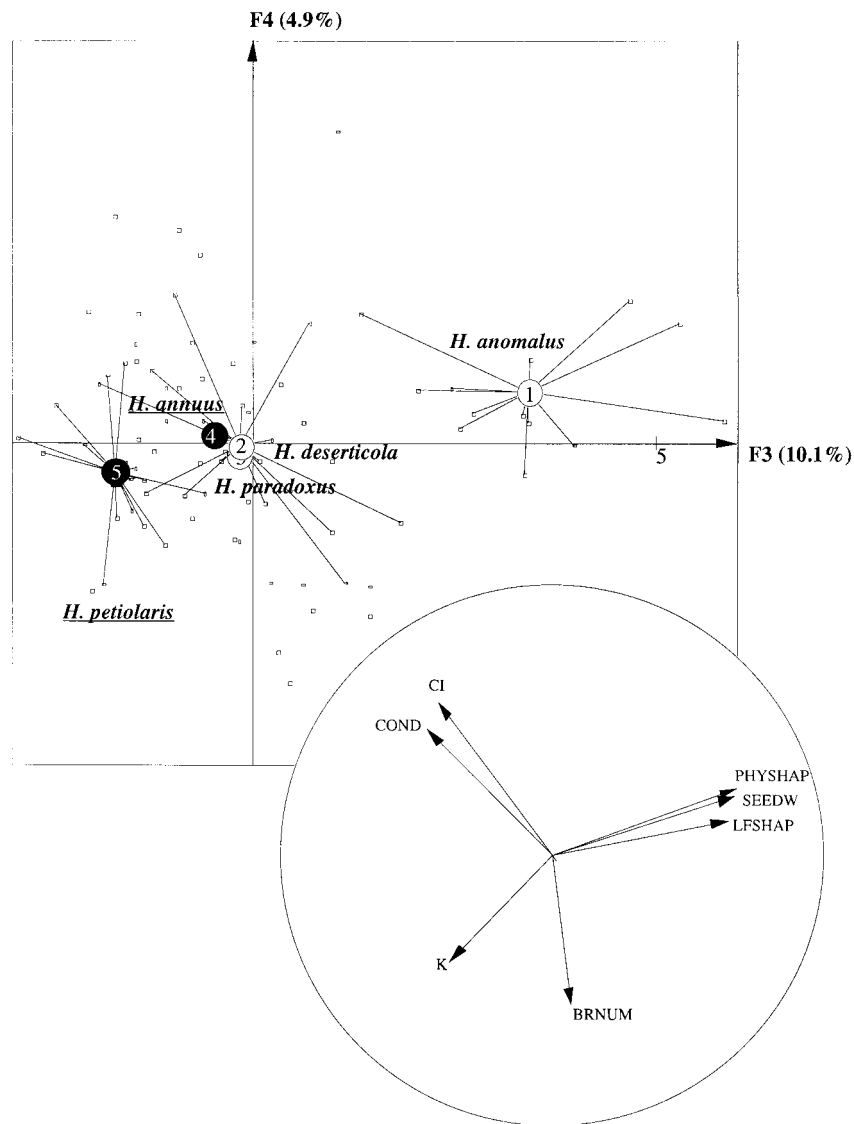 F4 (4.9%)
H. anomalus
1
H. annuus
4
2
3
H. deserticola
5
F3 (10.1%)
5
H. paradoxus
H. petiolaris
CI
COND
PHYSHAP
SEEDW
LFSHAP
K
BRNUM